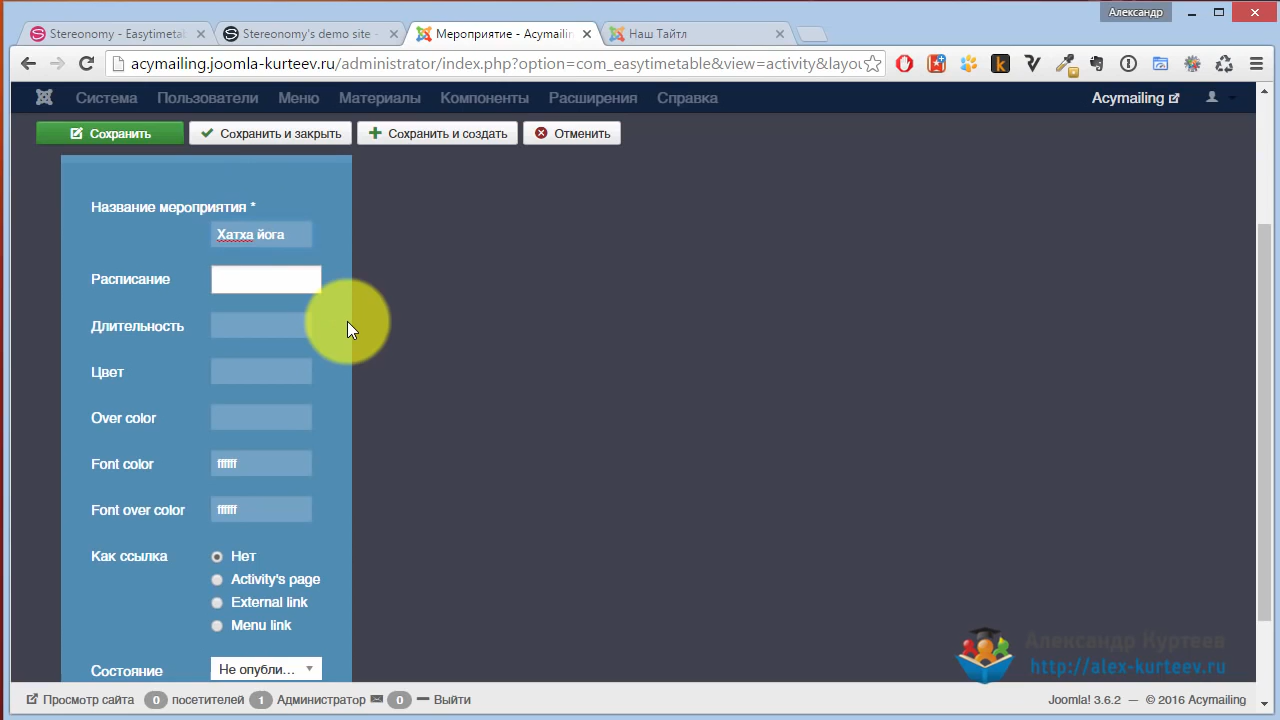 Александр
Stereonomy - Easytimetab
Stereonomy's demo site -
Мероприятие - Acymailin
Наш Тайтл
acymailing.joomla-kurteev.ru/administrator/index.php?option=com_easytimetable&view=activity&layou
Система Пользователи Меню Материалы Компоненты Расширения Справка Acymailing
Сохранить Сохранить и закрыть Сохранить и создать Отменить
Название мероприятия *
Хатха йога
Расписание
Длительность
Цвет
Over color
Font color ffffff
Font over color ffffff
Как ссылка Нет
Activity's page
External link
Menu link
Состояние Не опубли...
Александр Куртеев
http://alex-kurteev.ru
Просмотр сайта 0 посетителей 1 Администратор 0 Выйти Joomla! 3.6.2 — © 2016 Acymailing